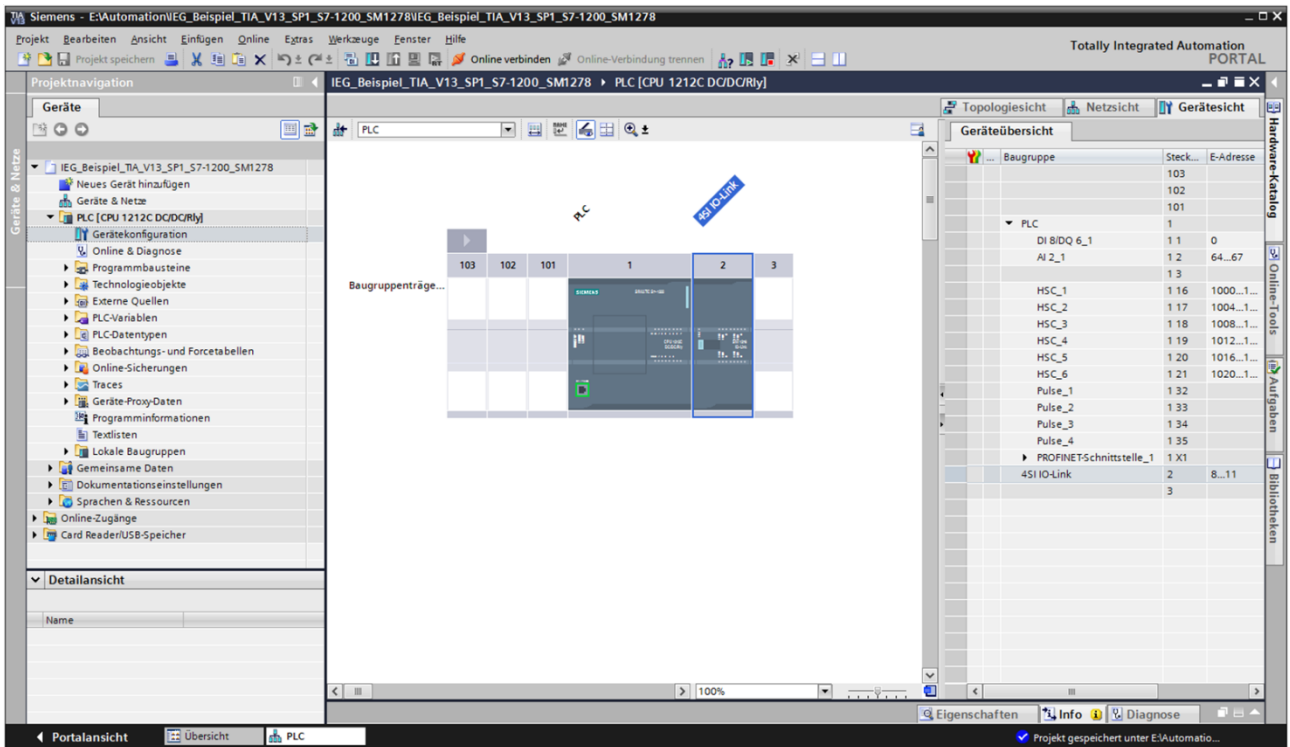 Siemens - E:\Automation\IEG_Beispiel_TIA_V13_SP1_S7-1200_SM1278\IEG_Beispiel_TIA_V13_SP1_S7-1200_SM1278
Projekt Bearbeiten Ansicht Einfügen Online Extras Werkzeuge Fenster Hilfe
Totally Integrated Automation
PORTAL
Projekt speichern Online verbinden Online-Verbindung trennen
Projektnavigation
IEG_Beispiel_TIA_V13_SP1_S7-1200_SM1278 PLC [CPU 1212C DC/DC/Rly]
Geräte
Topologiesicht Netzsicht Gerätesicht
PLC
Geräteübersicht
Geräte & Netze
IEG_Beispiel_TIA_V13_SP1_S7-1200_SM1278
Neues Gerät hinzufügen
Geräte & Netze
PLC [CPU 1212C DC/DC/Rly]
Gerätekonfiguration
Online & Diagnose
Programmbausteine
Technologieobjekte
Externe Quellen
PLC-Variablen
PLC-Datentypen
Beobachtungs- und Forcetabellen
Online-Sicherungen
Traces
Geräte-Proxy-Daten
Programminformationen
Textlisten
Lokale Baugruppen
Gemeinsame Daten
Dokumentationseinstellungen
Sprachen & Ressourcen
Online-Zugänge
Card Reader/USB-Speicher
Detailansicht
Name
PLC
4SI IO-Link
103 102 101 1 2 3
Baugruppenträge...
SIEMENS
100%
... Baugruppe Steck... E-Adresse
103
102
101
PLC 1
DI 8/DQ 6_1 1 1 0
AI 2_1 1 2 64...67
1 3
HSC_1 1 16 1000...1...
HSC_2 1 17 1004...1...
HSC_3 1 18 1008...1...
HSC_4 1 19 1012...1...
HSC_5 1 20 1016...1...
HSC_6 1 21 1020...1...
Pulse_1 1 32
Pulse_2 1 33
Pulse_3 1 34
Pulse_4 1 35
PROFINET-Schnittstelle_1 1 X1
4SI IO-Link 2 8...11
3
Hardware-Katalog
Online-Tools
Aufgaben
Bibliotheken
Eigenschaften Info Diagnose
Portalansicht Übersicht PLC
Projekt gespeichert unter E:\Automatio...